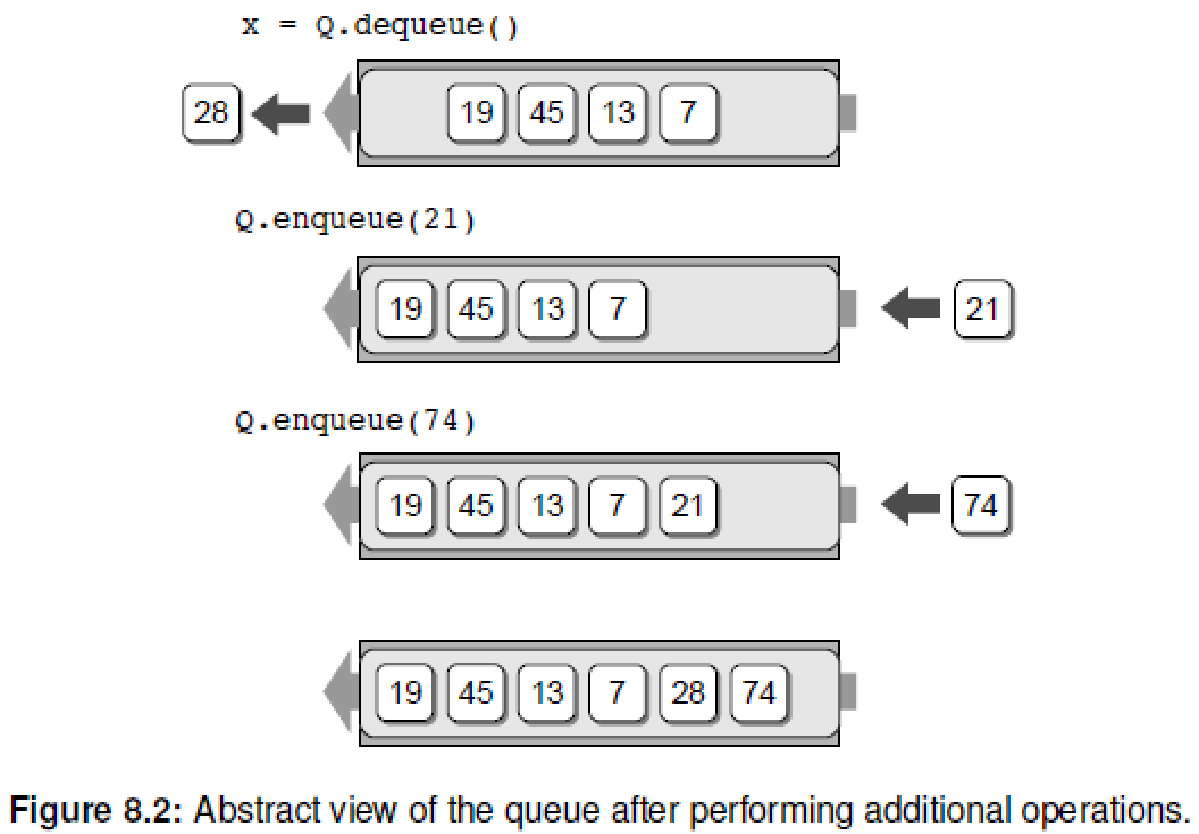 x = Q.dequeue()
28 19 45 13 7
Q.enqueue(21)
19 45 13 7 21
Q.enqueue(74)
19 45 13 7 21 74
19 45 13 7 28 74
Figure 8.2: Abstract view of the queue after performing additional operations.